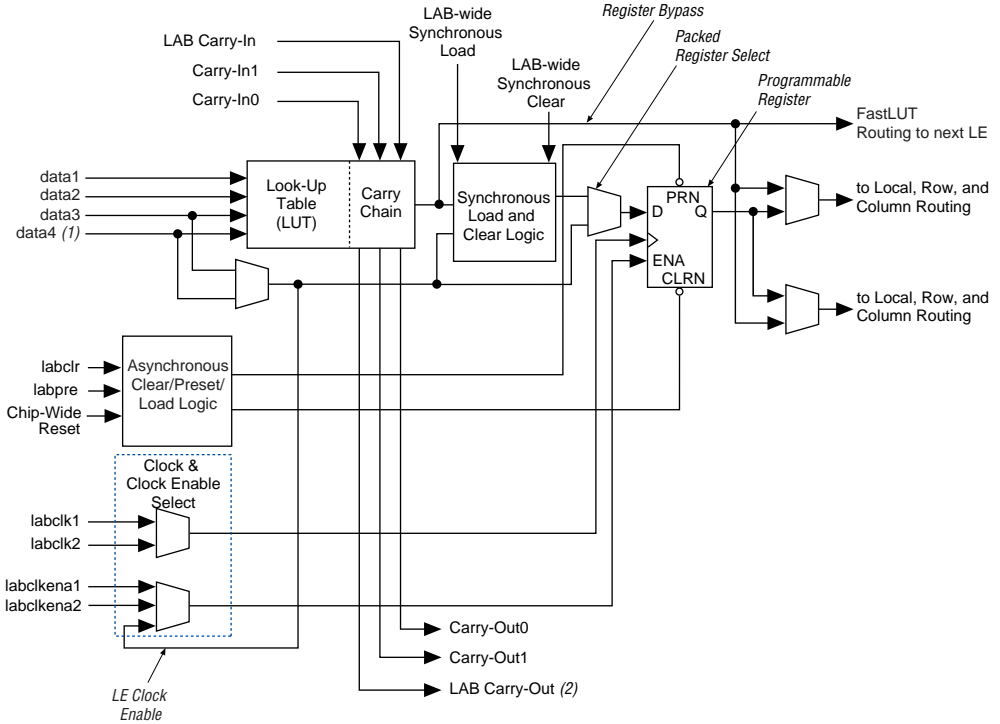 Register Bypass
LAB-wide
Synchronous
Load
Packed
Register Select
LAB Carry-In
Carry-In1
Carry-In0
LAB-wide
Synchronous
Clear
Programmable
Register
FastLUT
Routing to next LE
data1
data2
data3
data4 (1)
Look-Up
Table
(LUT)
Carry
Chain
Synchronous
Load and
Clear Logic
PRN
D
Q
ENA
CLRN
to Local, Row, and
Column Routing
to Local, Row, and
Column Routing
labclr
labpre
Chip-Wide
Reset
Asynchronous
Clear/Preset/
Load Logic
Clock &
Clock Enable
Select
labclk1
labclk2
labclkena1
labclkena2
Carry-Out0
Carry-Out1
LAB Carry-Out (2)
LE Clock
Enable